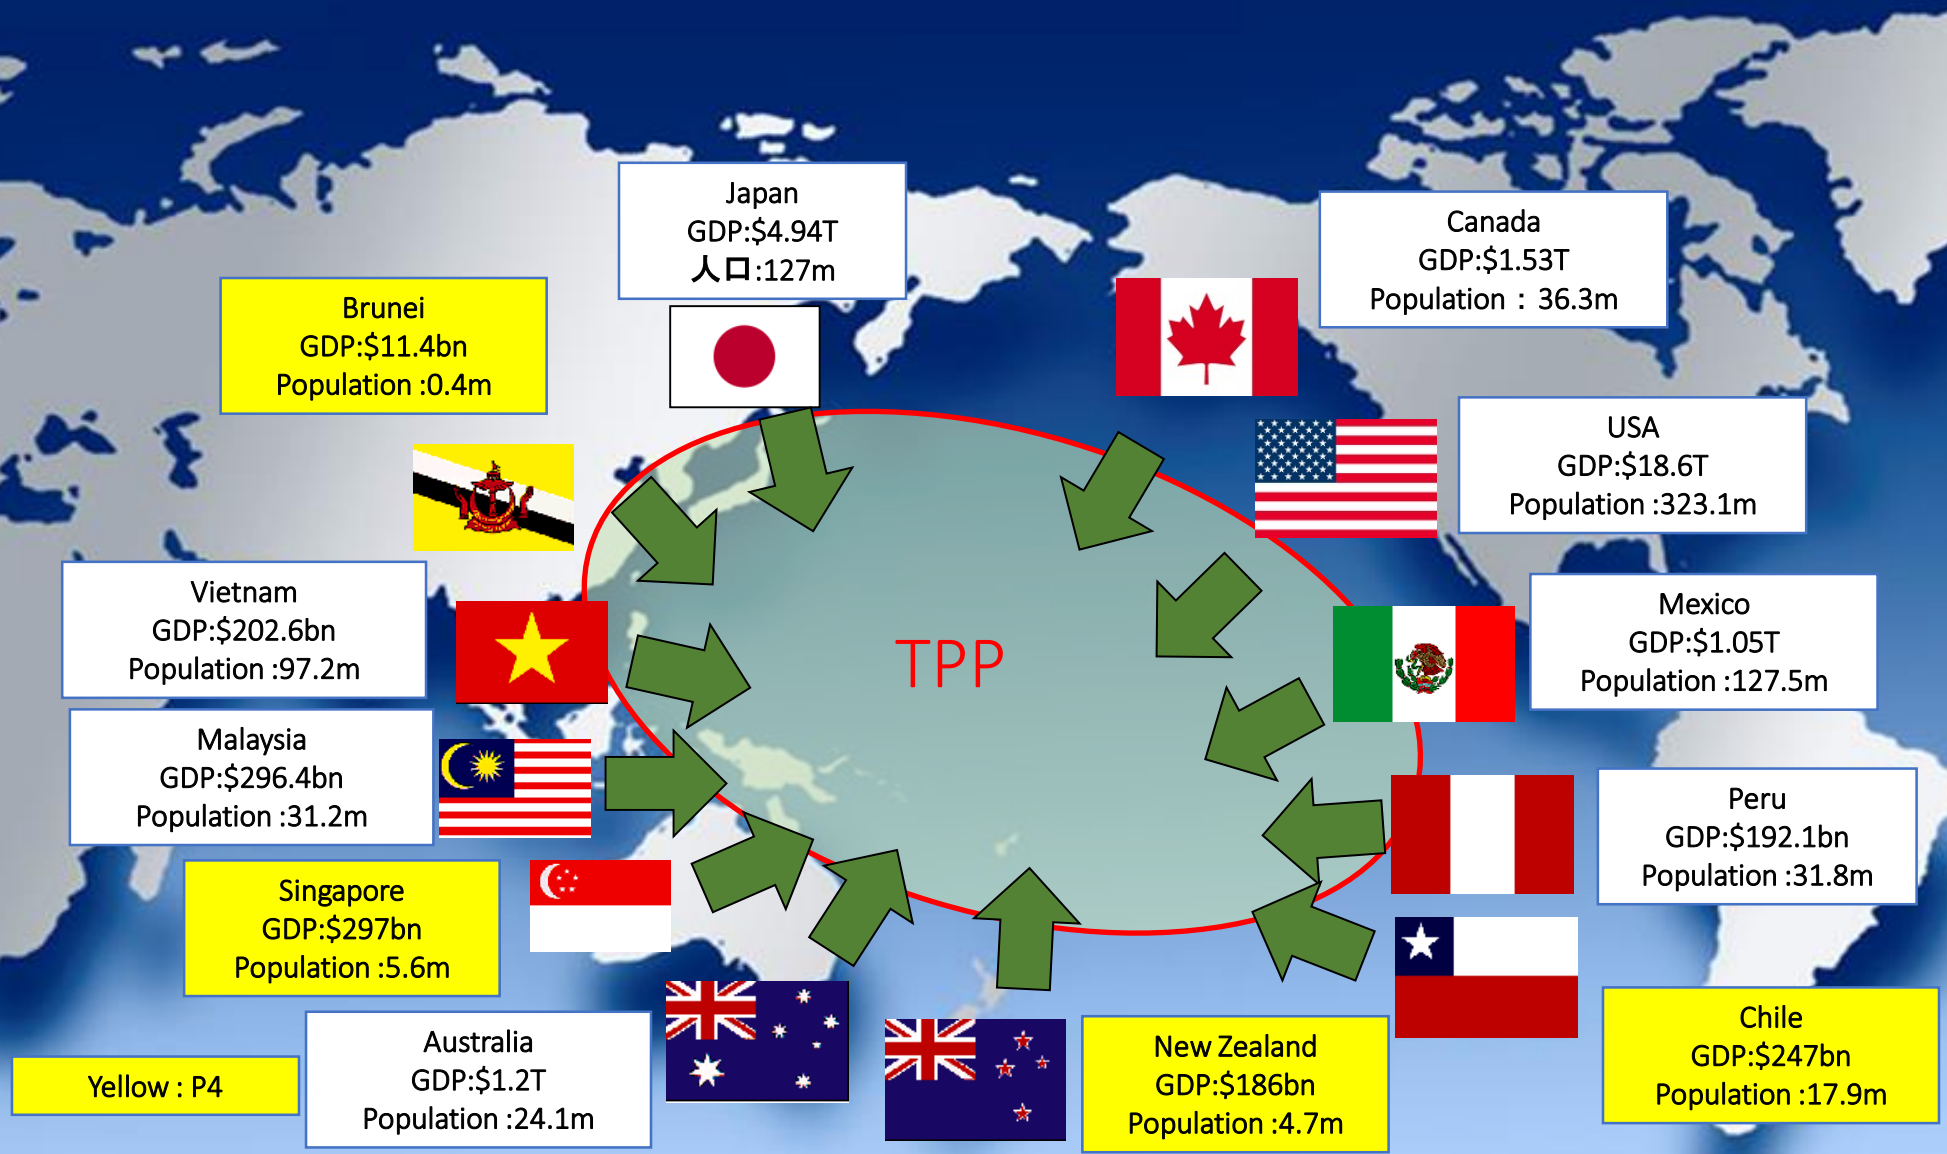 Japan
GDP:$4.94T
人口:127m
Canada
GDP:$1.53T
Population : 36.3m
Brunei
GDP:$11.4bn
Population :0.4m
USA
GDP:$18.6T
Population :323.1m
Vietnam
GDP:$202.6bn
Population :97.2m
TPP
Mexico
GDP:$1.05T
Population :127.5m
Malaysia
GDP:$296.4bn
Population :31.2m
Peru
GDP:$192.1bn
Population :31.8m
Singapore
GDP:$297bn
Population :5.6m
Australia
GDP:$1.2T
Population :24.1m
New Zealand
GDP:$186bn
Population :4.7m
Chile
GDP:$247bn
Population :17.9m
Yellow : P4